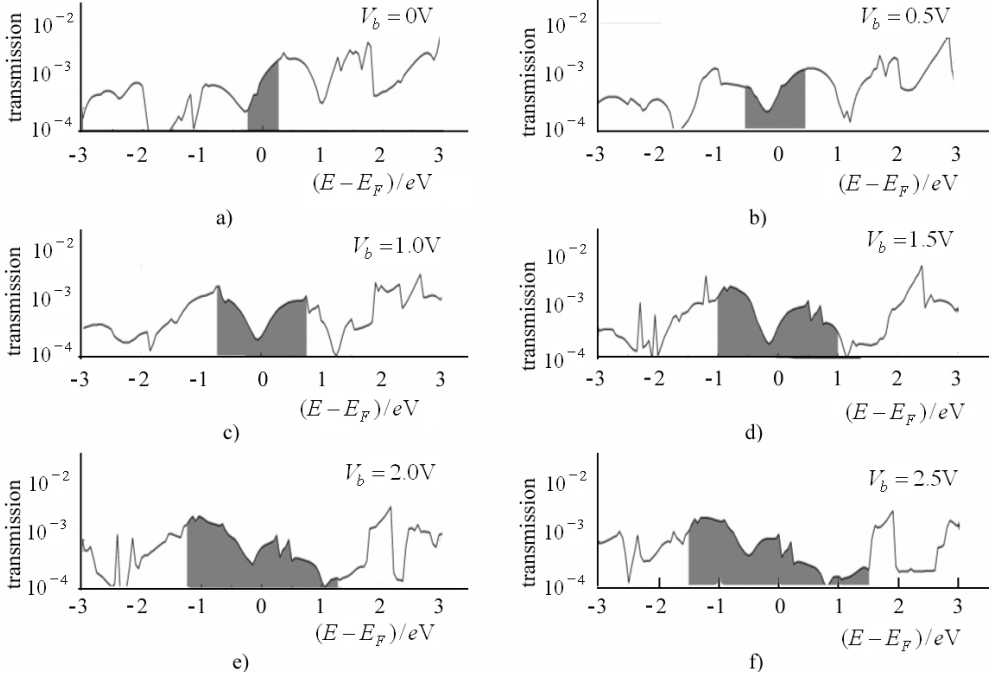 V_b = 0V
transmission
10^-2
10^-3
10^-4
-3 -2 -1 0 1 2 3
(E − E_F)/eV
a)
V_b = 0.5V
transmission
10^-2
10^-3
10^-4
-3 -2 -1 0 1 2 3
(E − E_F)/eV
b)
V_b = 1.0V
transmission
10^-2
10^-3
10^-4
-3 -2 -1 0 1 2 3
(E − E_F)/eV
c)
V_b = 1.5V
transmission
10^-2
10^-3
10^-4
-3 -2 -1 0 1 2 3
(E − E_F)/eV
d)
V_b = 2.0V
transmission
10^-2
10^-3
10^-4
-3 -2 -1 0 1 2 3
(E − E_F)/eV
e)
V_b = 2.5V
transmission
10^-2
10^-3
10^-4
-3 -2 -1 0 1 2 3
(E − E_F)/eV
f)